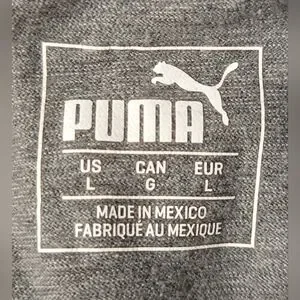 PUMA
US CAN EUR
L G L
MADE IN MEXICO
FABRIQUÉ AU MEXIQUE